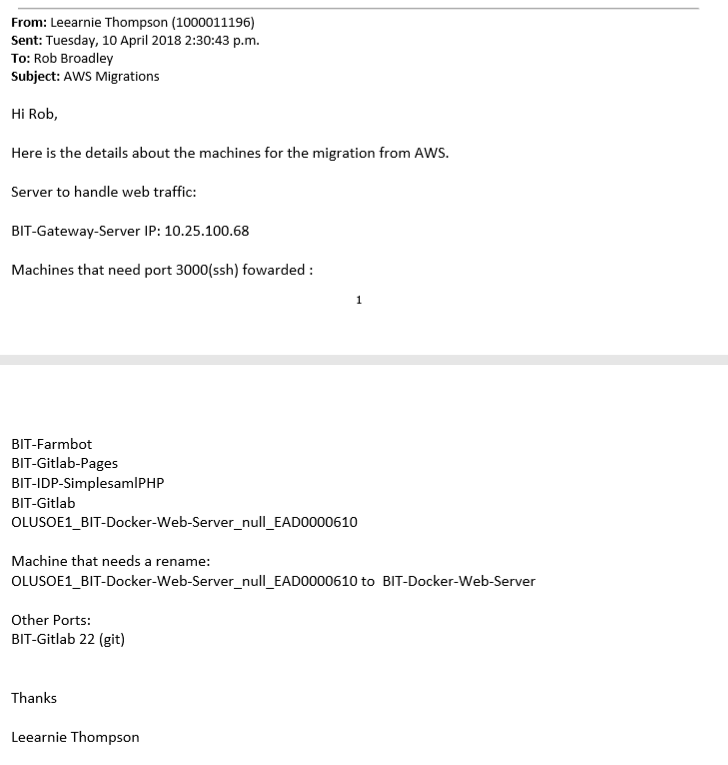 From: Leearnie Thompson (1000011196)
Sent: Tuesday, 10 April 2018 2:30:43 p.m.
To: Rob Broadley
Subject: AWS Migrations
Hi Rob,
Here is the details about the machines for the migration from AWS.
Server to handle web traffic:
BIT-Gateway-Server IP: 10.25.100.68
Machines that need port 3000(ssh) fowarded :
1
BIT-Farmbot
BIT-Gitlab-Pages
BIT-IDP-SimplesamlPHP
BIT-Gitlab
OLUSOE1_BIT-Docker-Web-Server_null_EAD0000610
Machine that needs a rename:
OLUSOE1_BIT-Docker-Web-Server_null_EAD0000610 to  BIT-Docker-Web-Server
Other Ports:
BIT-Gitlab 22 (git)
Thanks
Leearnie Thompson